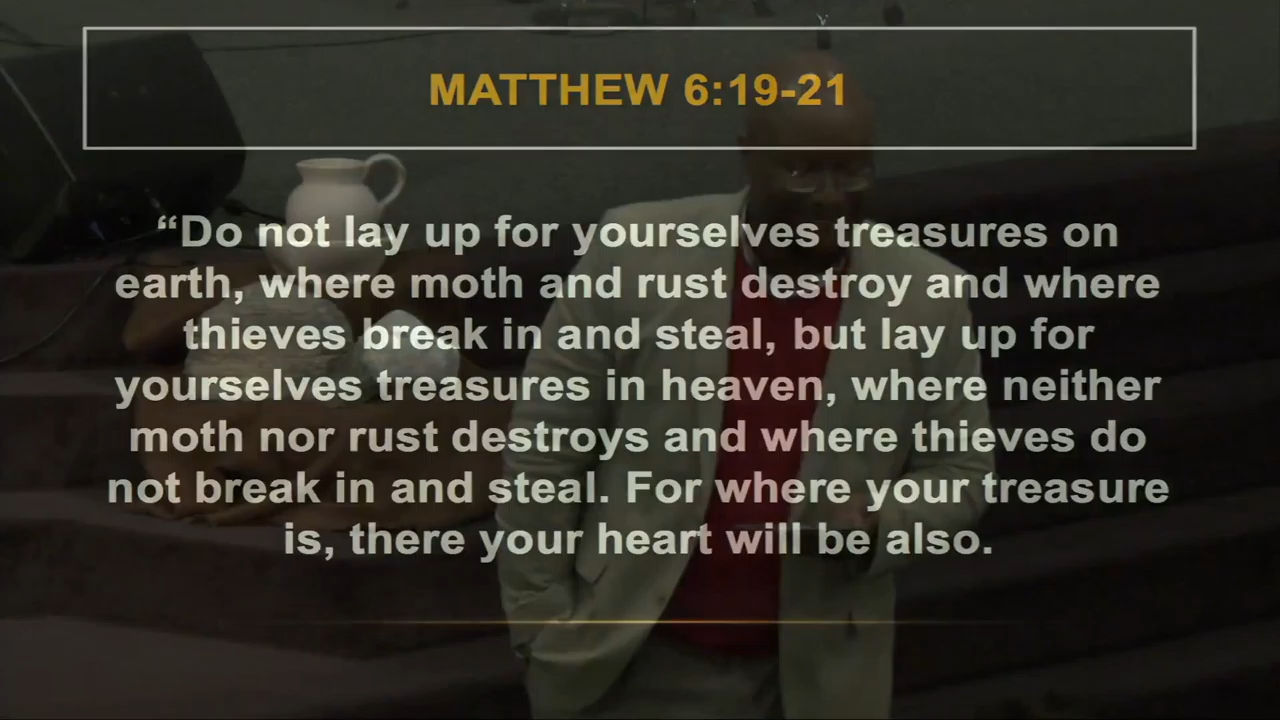 MATTHEW 6:19-21
“Do not lay up for yourselves treasures on
earth, where moth and rust destroy and where
thieves break in and steal, but lay up for
yourselves treasures in heaven, where neither
moth nor rust destroys and where thieves do
not break in and steal. For where your treasure
is, there your heart will be also.